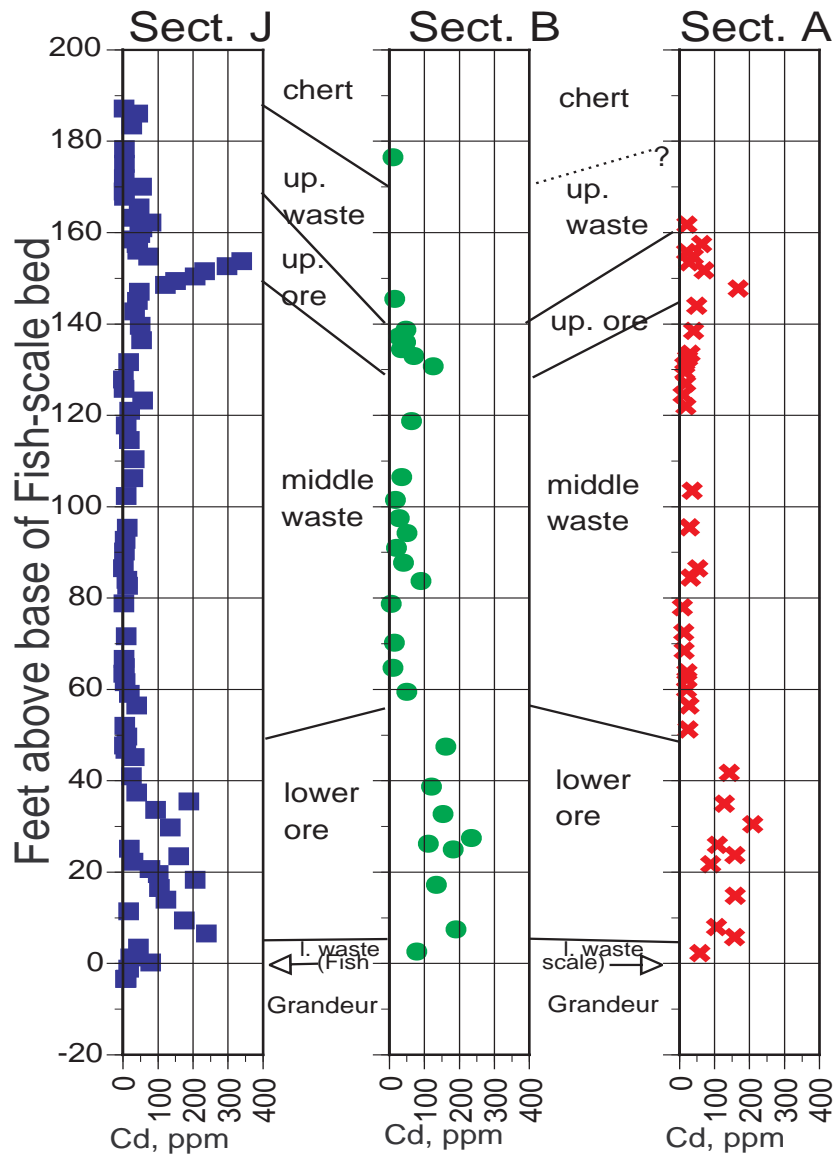 Sect. J
Sect. B
Sect. A
Feet above base of Fish-scale bed
200
180
160
140
120
100
80
60
40
20
0
-20
chert
up.
waste
up.
ore
middle
waste
lower
ore
l. waste
(Fish
Grandeur
chert
?
up.
waste
up. ore
middle
waste
lower
ore
l. waste
scale)
Grandeur
0
100
200
300
400
0
100
200
300
400
0
100
200
300
400
Cd, ppm
Cd, ppm
Cd, ppm